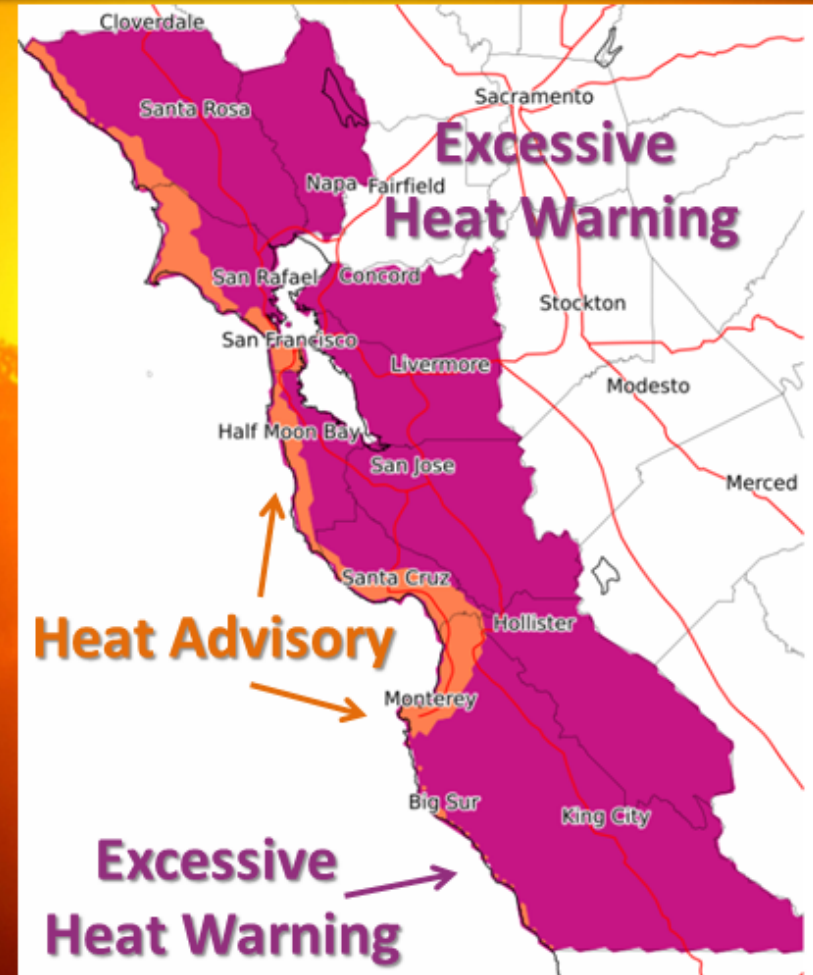 Cloverdale
Sacramento
Santa Rosa
Excessive
Heat Warning
Napa
Fairfield
San Rafael
Concord
Stockton
San Francisco
Livermore
Modesto
Half Moon Bay
San Jose
Merced
Santa Cruz
Heat Advisory
Hollister
Monterey
Big Sur
King City
Excessive
Heat Warning